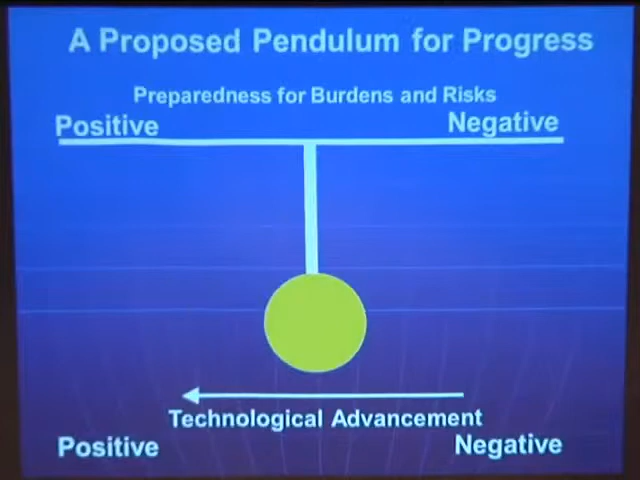 A Proposed Pendulum for Progress
Preparedness for Burdens and Risks
Positive Negative
Technological Advancement
Positive Negative